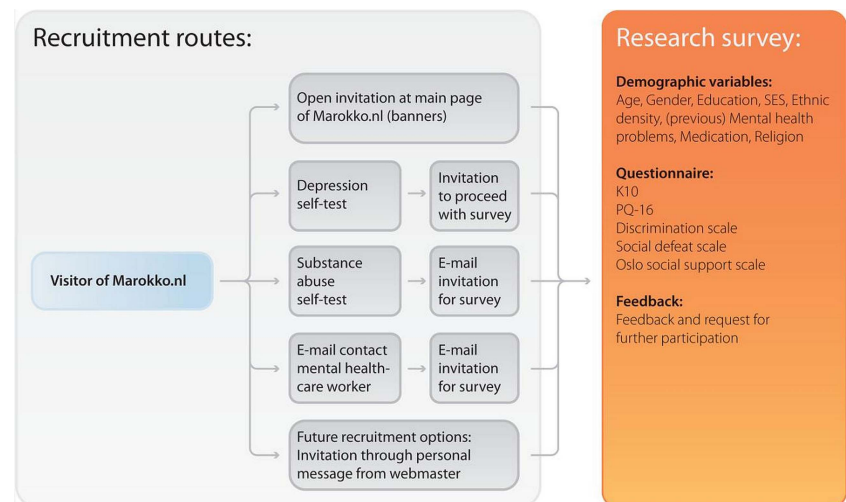 Recruitment routes:
Visitor of Marokko.nl
Open invitation at main page
of Marokko.nl (banners)
Depression
self-test
Invitation
to proceed
with survey
Substance
abuse
self-test
E-mail
invitation
for survey
E-mail contact
mental health-
care worker
E-mail
invitation
for survey
Future recruitment options:
Invitation through personal
message from webmaster
Research survey:
Demographic variables:
Age, Gender, Education, SES, Ethnic
density, (previous) Mental health
problems, Medication, Religion
Questionnaire:
K10
PQ-16
Discrimination scale
Social defeat scale
Oslo social support scale
Feedback:
Feedback and request for
further participation